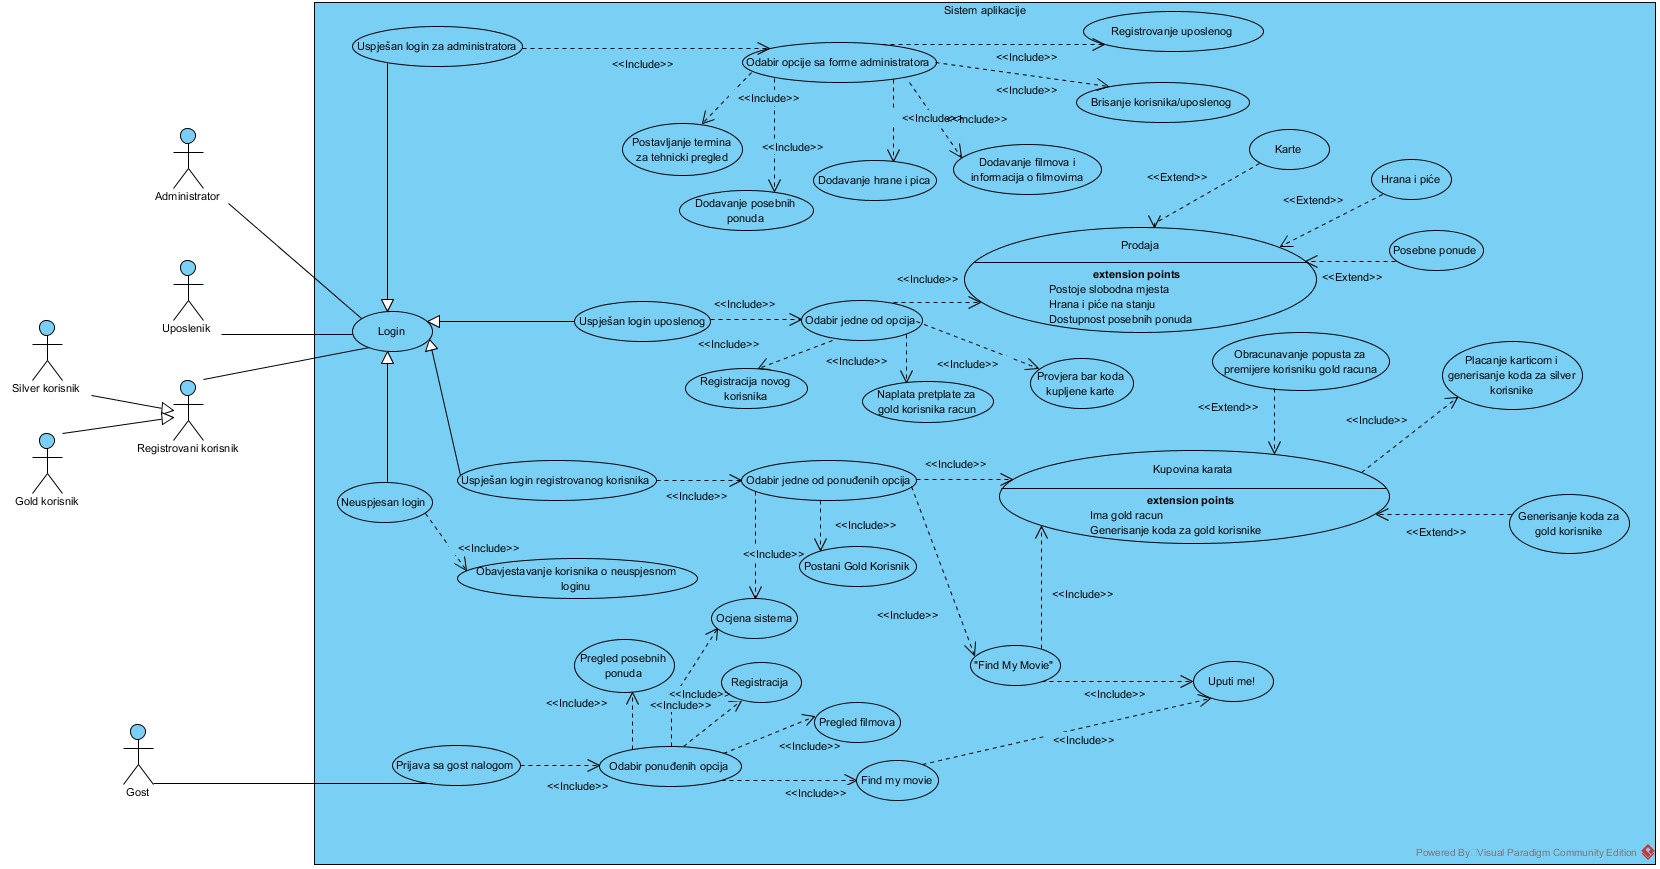 Sistem aplikacije
Uspješan login za administratora
<<Include>>
Odabir opcije sa forme administratora
Registrovanje uposlenog
<<Include>>
<<Include>>
Brisanje korisnika/uposlenog
<<Include>>
<<Include>>
<<Include>>
<<Include>>
Postavljanje termina
za tehnicki pregled
Dodavanje posebnih
ponuda
Dodavanje hrane i pica
Dodavanje filmova i
informacija o filmovima
Administrator
Karte
<<Extend>>
Hrana i piće
<<Extend>>
Posebne ponude
<<Extend>>
Prodaja
extension points
Postoje slobodna mjesta
Hrana i piće na stanju
Dostupnost posebnih ponuda
<<Include>>
Uposlenik
Login
Uspješan login uposlenog
<<Include>>
Odabir jedne od opcija
<<Include>>
<<Include>>
<<Include>>
Registracija novog
korisnika
Naplata pretplate za
gold korisnika racun
Provjera bar koda
kupljene karte
Obracunavanje popusta za
premijere korisniku gold racuna
<<Extend>>
Placanje karticom i
generisanje koda za silver
korisnike
<<Include>>
Silver korisnik
Registrovani korisnik
Gold korisnik
Uspješan login registrovanog korisnika
<<Include>>
Odabir jedne od ponuđenih opcija
<<Include>>
Kupovina karata
extension points
Ima gold racun
Generisanje koda za gold korisnike
Generisanje koda za
gold korisnike
<<Extend>>
Neuspjesan login
<<Include>>
Obavjestavanje korisnika o neuspjesnom
loginu
<<Include>>
<<Include>>
Postani Gold Korisnik
<<Include>>
<<Include>>
Ocjena sistema
"Find My Movie"
<<Include>>
Uputi me!
Pregled posebnih
ponuda
<<Include>>
<<Include>>
<<Include>>
Registracija
Pregled filmova
<<Include>>
<<Include>>
Gost
Prijava sa gost nalogom
<<Include>>
Odabir ponuđenih opcija
<<Include>>
Find my movie
Powered By Visual Paradigm Community Edition